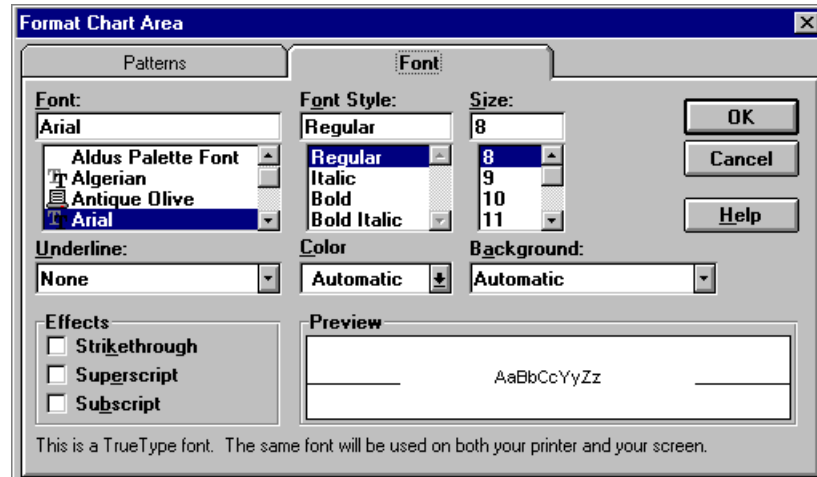 Format Chart Area
Patterns
Font
Font:
Font Style:
Size:
Arial
Regular
8
OK
Aldus Palette Font
Algerian
Antique Olive
Arial
Regular
Italic
Bold
Bold Italic
8
9
10
11
Cancel
Help
Underline:
Color
Background:
None
Automatic
Automatic
Effects
Strikethrough
Superscript
Subscript
Preview
AaBbCcYyZz
This is a TrueType font.  The same font will be used on both your printer and your screen.